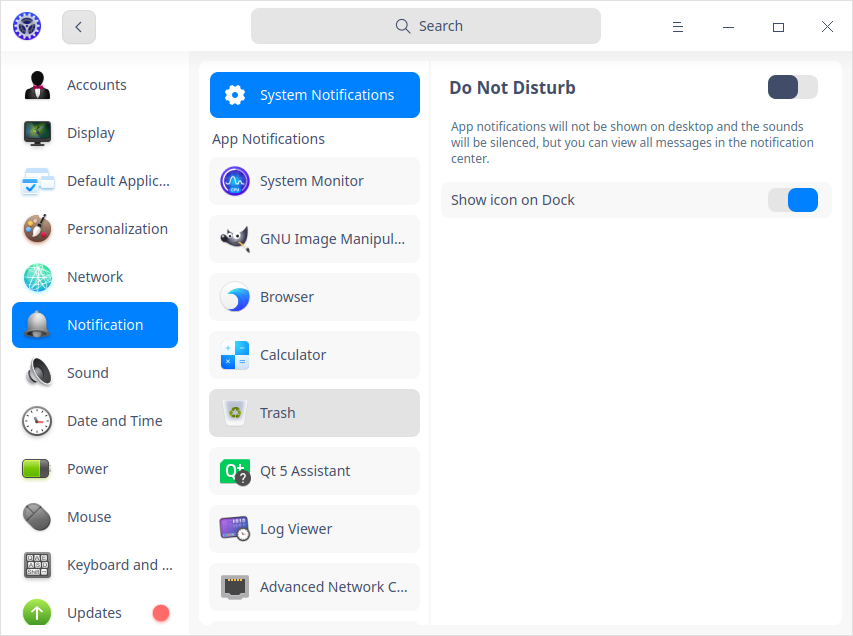 Search
Accounts
Display
Default Applic...
Personalization
Network
Notification
Sound
Date and Time
Power
Mouse
Keyboard and ...
Updates
System Notifications
App Notifications
System Monitor
GNU Image Manipul...
Browser
Calculator
Trash
Qt 5 Assistant
Log Viewer
Advanced Network C...
Do Not Disturb
App notifications will not be shown on desktop and the sounds
will be silenced, but you can view all messages in the notification
center.
Show icon on Dock